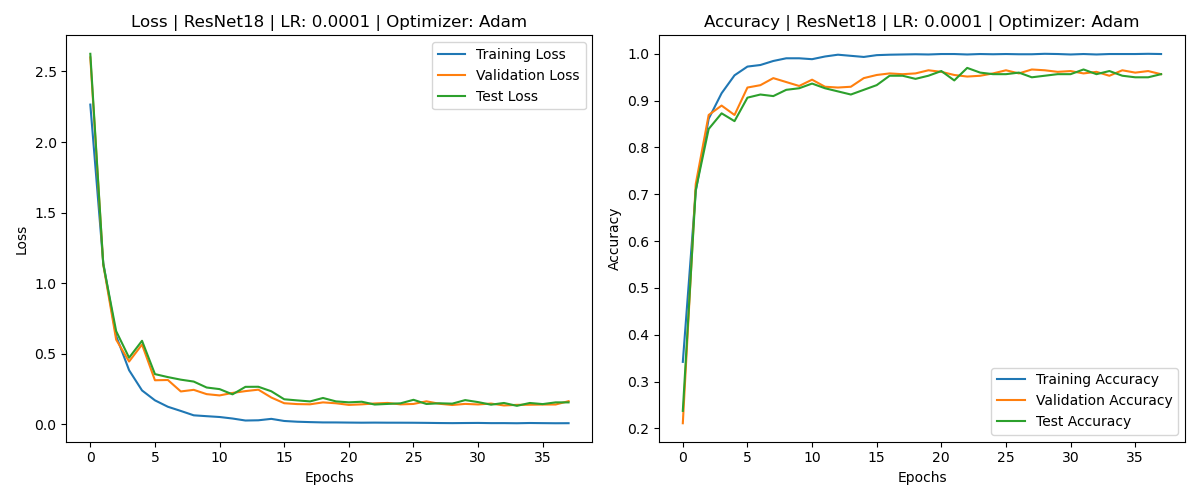 Loss | ResNet18 | LR: 0.0001 | Optimizer: Adam
Training Loss
Validation Loss
Test Loss
2.5
2.0
1.5
1.0
0.5
0.0
Loss
0 5 10 15 20 25 30 35
Epochs
Accuracy | ResNet18 | LR: 0.0001 | Optimizer: Adam
1.0
0.9
0.8
0.7
0.6
0.5
0.4
0.3
0.2
Accuracy
Training Accuracy
Validation Accuracy
Test Accuracy
0 5 10 15 20 25 30 35
Epochs